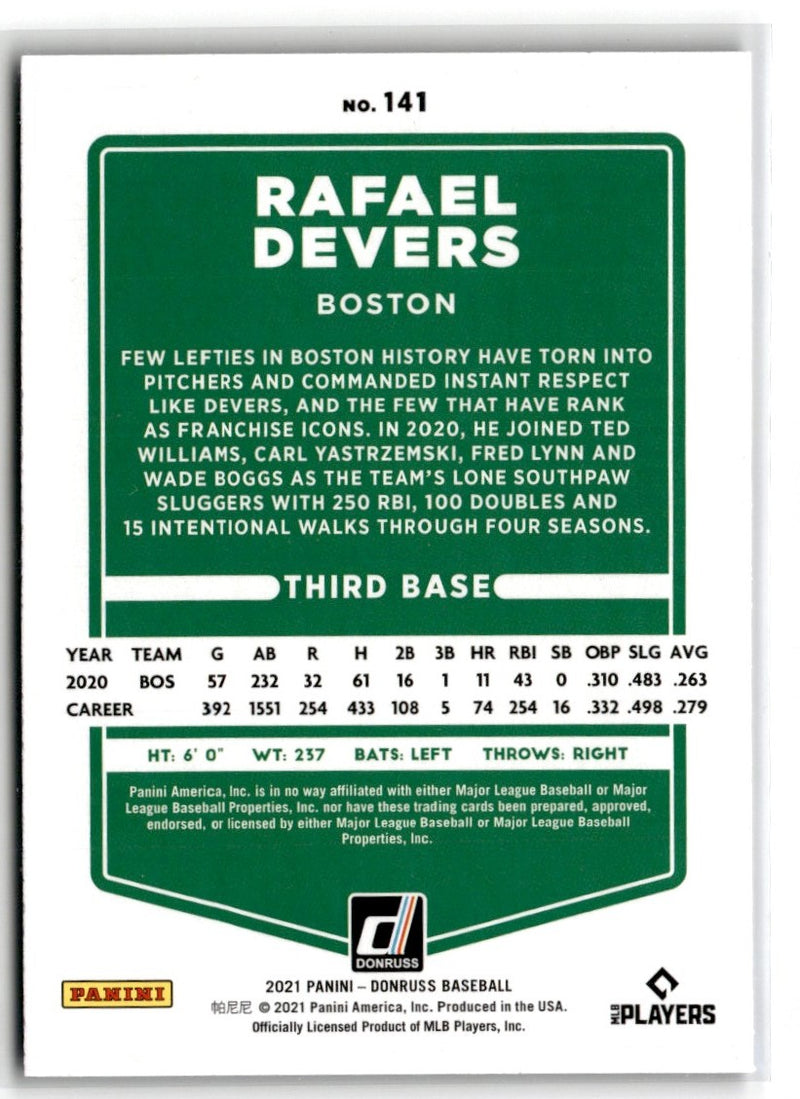 NO. 141
RAFAEL
DEVERS
BOSTON
FEW LEFTIES IN BOSTON HISTORY HAVE TORN INTO
PITCHERS AND COMMANDED INSTANT RESPECT
LIKE DEVERS, AND THE FEW THAT HAVE RANK
AS FRANCHISE ICONS. IN 2020, HE JOINED TED
WILLIAMS, CARL YASTRZEMSKI, FRED LYNN AND
WADE BOGGS AS THE TEAM'S LONE SOUTHPAW
SLUGGERS WITH 250 RBI, 100 DOUBLES AND
15 INTENTIONAL WALKS THROUGH FOUR SEASONS.
THIRD BASE
YEAR TEAM G AB R H 2B 3B HR RBI SB OBP SLG AVG
2020 BOS 57 232 32 61 16 1 11 43 0 .310 .483 .263
CAREER 392 1551 254 433 108 5 74 254 16 .332 .498 .279
HT: 6' 0" WT: 237 BATS: LEFT THROWS: RIGHT
Panini America, Inc. is in no way affiliated with either Major League Baseball or Major
League Baseball Properties, Inc. nor have these trading cards been prepared, approved,
endorsed, or licensed by either Major League Baseball or Major League Baseball
Properties, Inc.
d
DONRUSS
PANINI
2021 PANINI – DONRUSS BASEBALL
帕尼尼 © 2021 Panini America, Inc. Produced in the USA.
Officially Licensed Product of MLB Players, Inc.
MLB PLAYERS